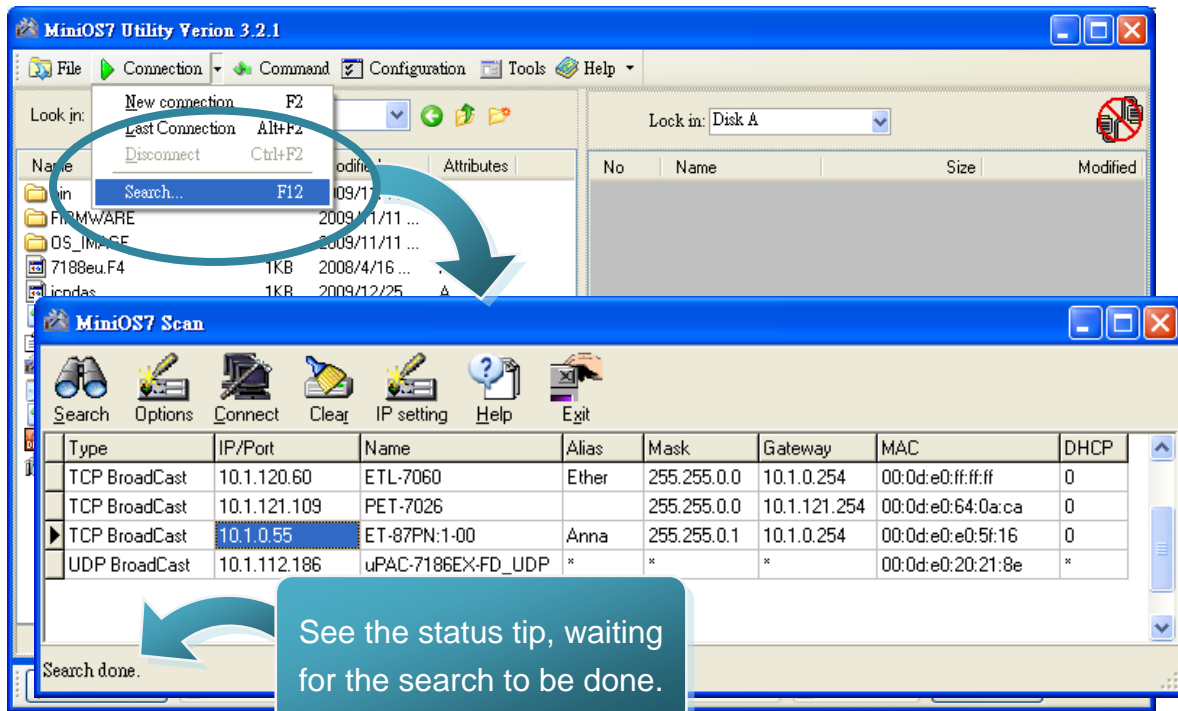 MiniOS7 Utility Verion 3.2.1
File Connection Command Configuration Tools Help
New connection F2
Last Connection Alt+F2
Disconnect Ctrl+F2
Search... F12
Look in:
Lock in: Disk A
Attributes
No Name Size Modified
FIRMWARE 2009/11/11 ...
2009/11/11 ...
7188eu.F4 1KB 2008/4/16 ...
icpdas 1KB 2009/12/25 A
MiniOS7 Scan
Search Options Connect Clear IP setting Help Exit
Type IP/Port Name Alias Mask Gateway MAC DHCP
TCP BroadCast 10.1.120.60 ETL-7060 Ether 255.255.0.0 10.1.0.254 00:0d:e0:ff:ff:ff 0
TCP BroadCast 10.1.121.109 PET-7026 255.255.0.0 10.1.121.254 00:0d:e0:64:0a:ca 0
TCP BroadCast 10.1.0.55 ET-87PN:1-00 Anna 255.255.0.1 10.1.0.254 00:0d:e0:e0:5f:16 0
UDP BroadCast 10.1.112.186 uPAC-7186EX-FD_UDP * * * 00:0d:e0:20:21:8e *
See the status tip, waiting
for the search to be done.
Search done.